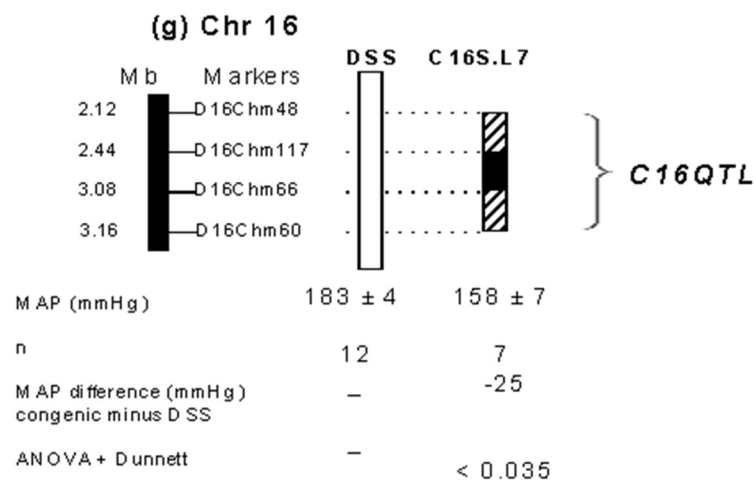 (g) Chr 16
DSS C16S.L7
Mb Markers
2.12 D16Chm48
2.44 D16Chm117
3.08 D16Chm66
3.16 D16Chm60
C16QTL
MAP (mmHg) 183 ± 4 158 ± 7
n 12 7
MAP difference (mmHg) – -25
congenic minus DSS
ANOVA + Dunnett – < 0.035